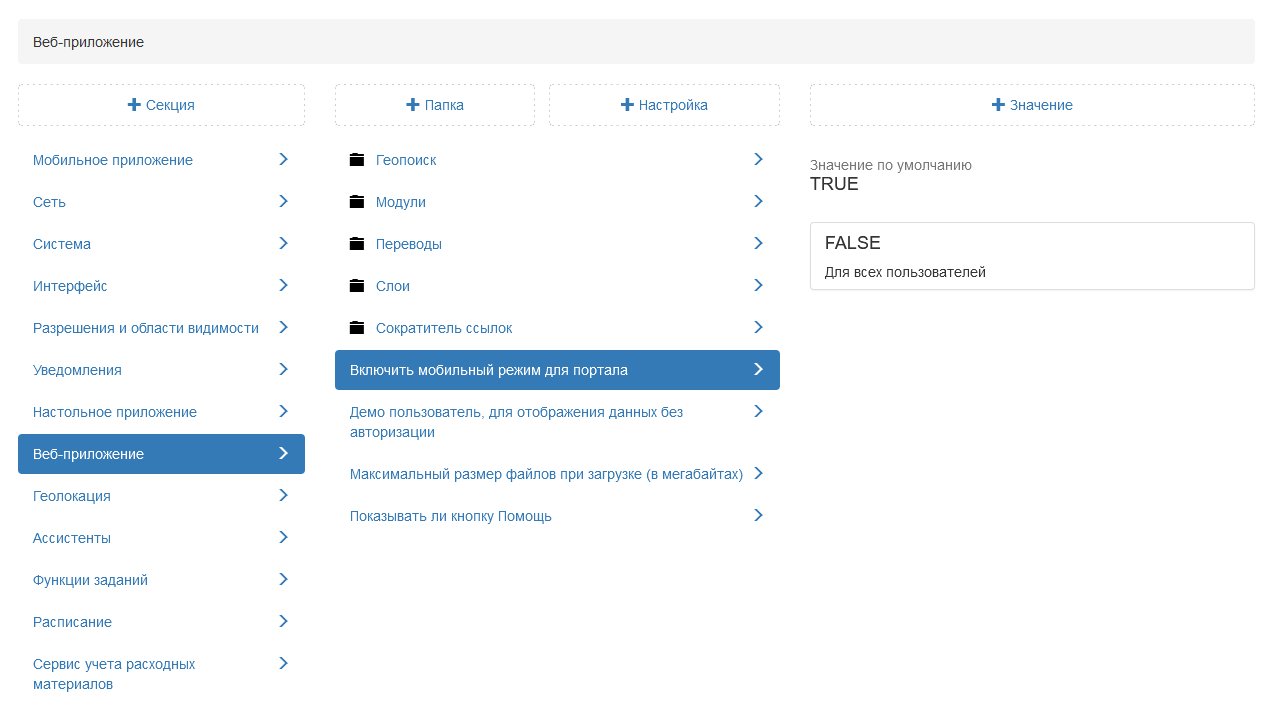 Веб-приложение
Секция
Папка
Настройка
Значение
Мобильное приложение
Сеть
Система
Интерфейс
Разрешения и области видимости
Уведомления
Настольное приложение
Веб-приложение
Геолокация
Ассистенты
Функции заданий
Расписание
Сервис учета расходных
материалов
Геопоиск
Модули
Переводы
Слои
Сократитель ссылок
Включить мобильный режим для портала
Демо пользователь, для отображения данных без
авторизации
Максимальный размер файлов при загрузке (в мегабайтах)
Показывать ли кнопку Помощь
Значение по умолчанию
TRUE
FALSE
Для всех пользователей